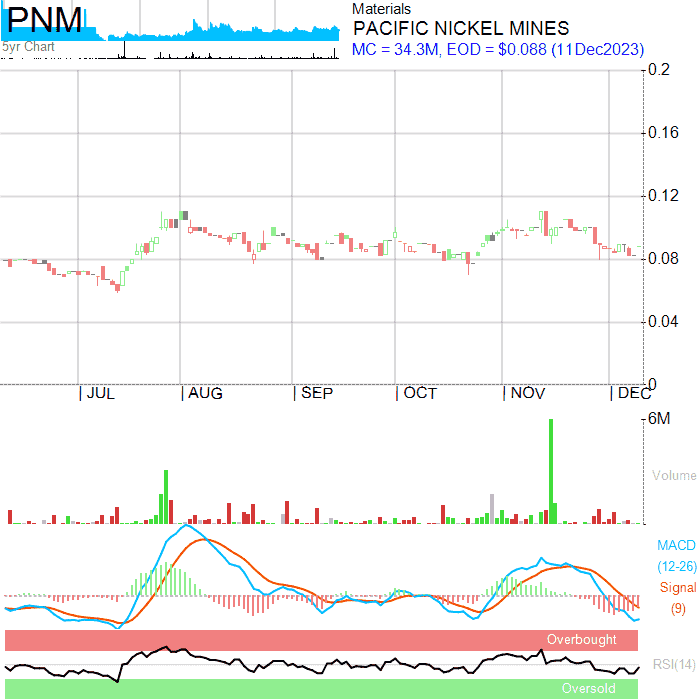 PNM
5yr Chart
Materials
PACIFIC NICKEL MINES
MC = 34.3M, EOD = $0.088 (11Dec2023)
0.2
0.16
0.12
0.08
0.04
0
| JUL | AUG | SEP | OCT | NOV | DEC
6M
Volume
MACD
(12-26)
Signal
(9)
Overbought
RSI(14)
Oversold